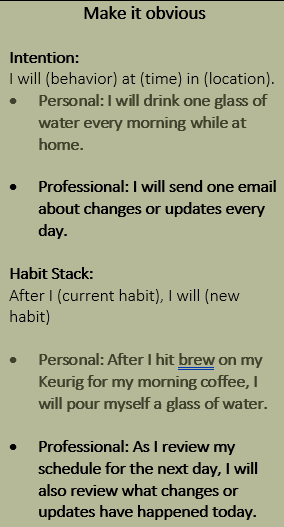 Make it obvious
Intention:
I will (behavior) at (time) in (location).
• Personal: I will drink one glass of
water every morning while at
home.
• Professional: I will send one email
about changes or updates every
day.
Habit Stack:
After I (current habit), I will (new
habit)
• Personal: After I hit brew on my
Keurig for my morning coffee, I
will pour myself a glass of water.
• Professional: As I review my
schedule for the next day, I will
also review what changes or
updates have happened today.